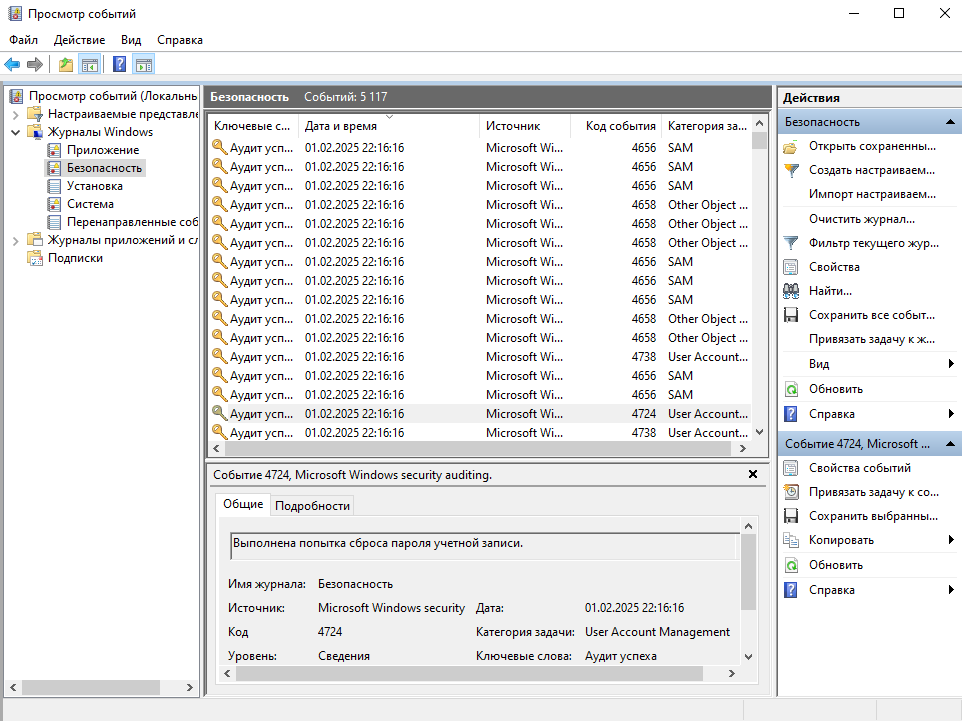 Просмотр событий
Файл Действие Вид Справка
Просмотр событий (Локальнь
Настраиваемые представле
Журналы Windows
Приложение
Безопасность
Установка
Система
Перенаправленные соб
Журналы приложений и сл
Подписки
Безопасность Событий: 5 117
Ключевые с... Дата и время Источник Код события Категория за...
Аудит усп... 01.02.2025 22:16:16 Microsoft Wi... 4656 SAM
Аудит усп... 01.02.2025 22:16:16 Microsoft Wi... 4656 SAM
Аудит усп... 01.02.2025 22:16:16 Microsoft Wi... 4656 SAM
Аудит усп... 01.02.2025 22:16:16 Microsoft Wi... 4658 Other Object ...
Аудит усп... 01.02.2025 22:16:16 Microsoft Wi... 4658 Other Object ...
Аудит усп... 01.02.2025 22:16:16 Microsoft Wi... 4658 Other Object ...
Аудит усп... 01.02.2025 22:16:16 Microsoft Wi... 4656 SAM
Аудит усп... 01.02.2025 22:16:16 Microsoft Wi... 4656 SAM
Аудит усп... 01.02.2025 22:16:16 Microsoft Wi... 4656 SAM
Аудит усп... 01.02.2025 22:16:16 Microsoft Wi... 4658 Other Object ...
Аудит усп... 01.02.2025 22:16:16 Microsoft Wi... 4658 Other Object ...
Аудит усп... 01.02.2025 22:16:16 Microsoft Wi... 4738 User Account...
Аудит усп... 01.02.2025 22:16:16 Microsoft Wi... 4656 SAM
Аудит усп... 01.02.2025 22:16:16 Microsoft Wi... 4656 SAM
Аудит усп... 01.02.2025 22:16:16 Microsoft Wi... 4724 User Account...
Аудит усп... 01.02.2025 22:16:16 Microsoft Wi... 4738 User Account...
Событие 4724, Microsoft Windows security auditing.
Общие Подробности
Выполнена попытка сброса пароля учетной записи.
Имя журнала: Безопасность
Источник: Microsoft Windows security Дата: 01.02.2025 22:16:16
Код 4724 Категория задачи: User Account Management
Уровень: Сведения Ключевые слова: Аудит успеха
Действия
Безопасность
Открыть сохраненны...
Создать настраиваем...
Импорт настраиваем...
Очистить журнал...
Фильтр текущего жур...
Свойства
Найти...
Сохранить все событ...
Привязать задачу к ж...
Вид
Обновить
Справка
Событие 4724, Microsoft ...
Свойства событий
Привязать задачу к со...
Сохранить выбранны...
Копировать
Обновить
Справка